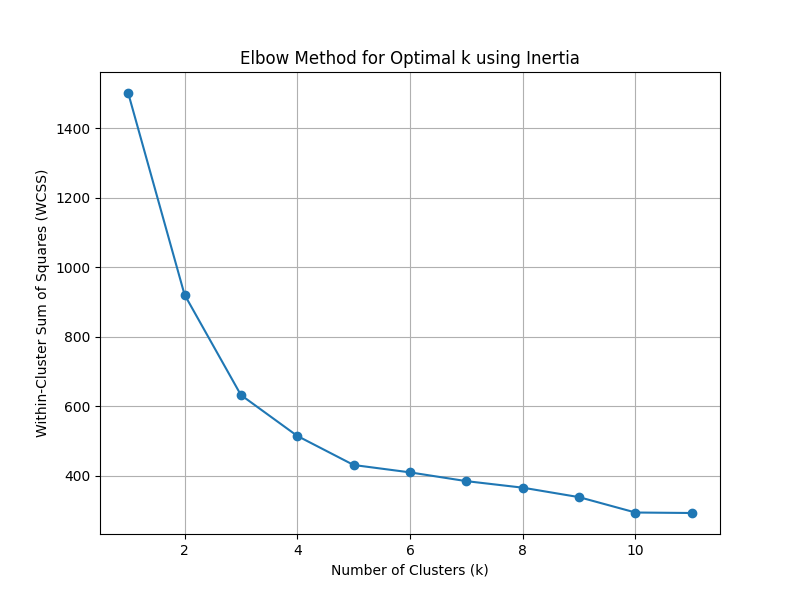 Elbow Method for Optimal k using Inertia
Within-Cluster Sum of Squares (WCSS)
1400
1200
1000
800
600
400
2 4 6 8 10
Number of Clusters (k)